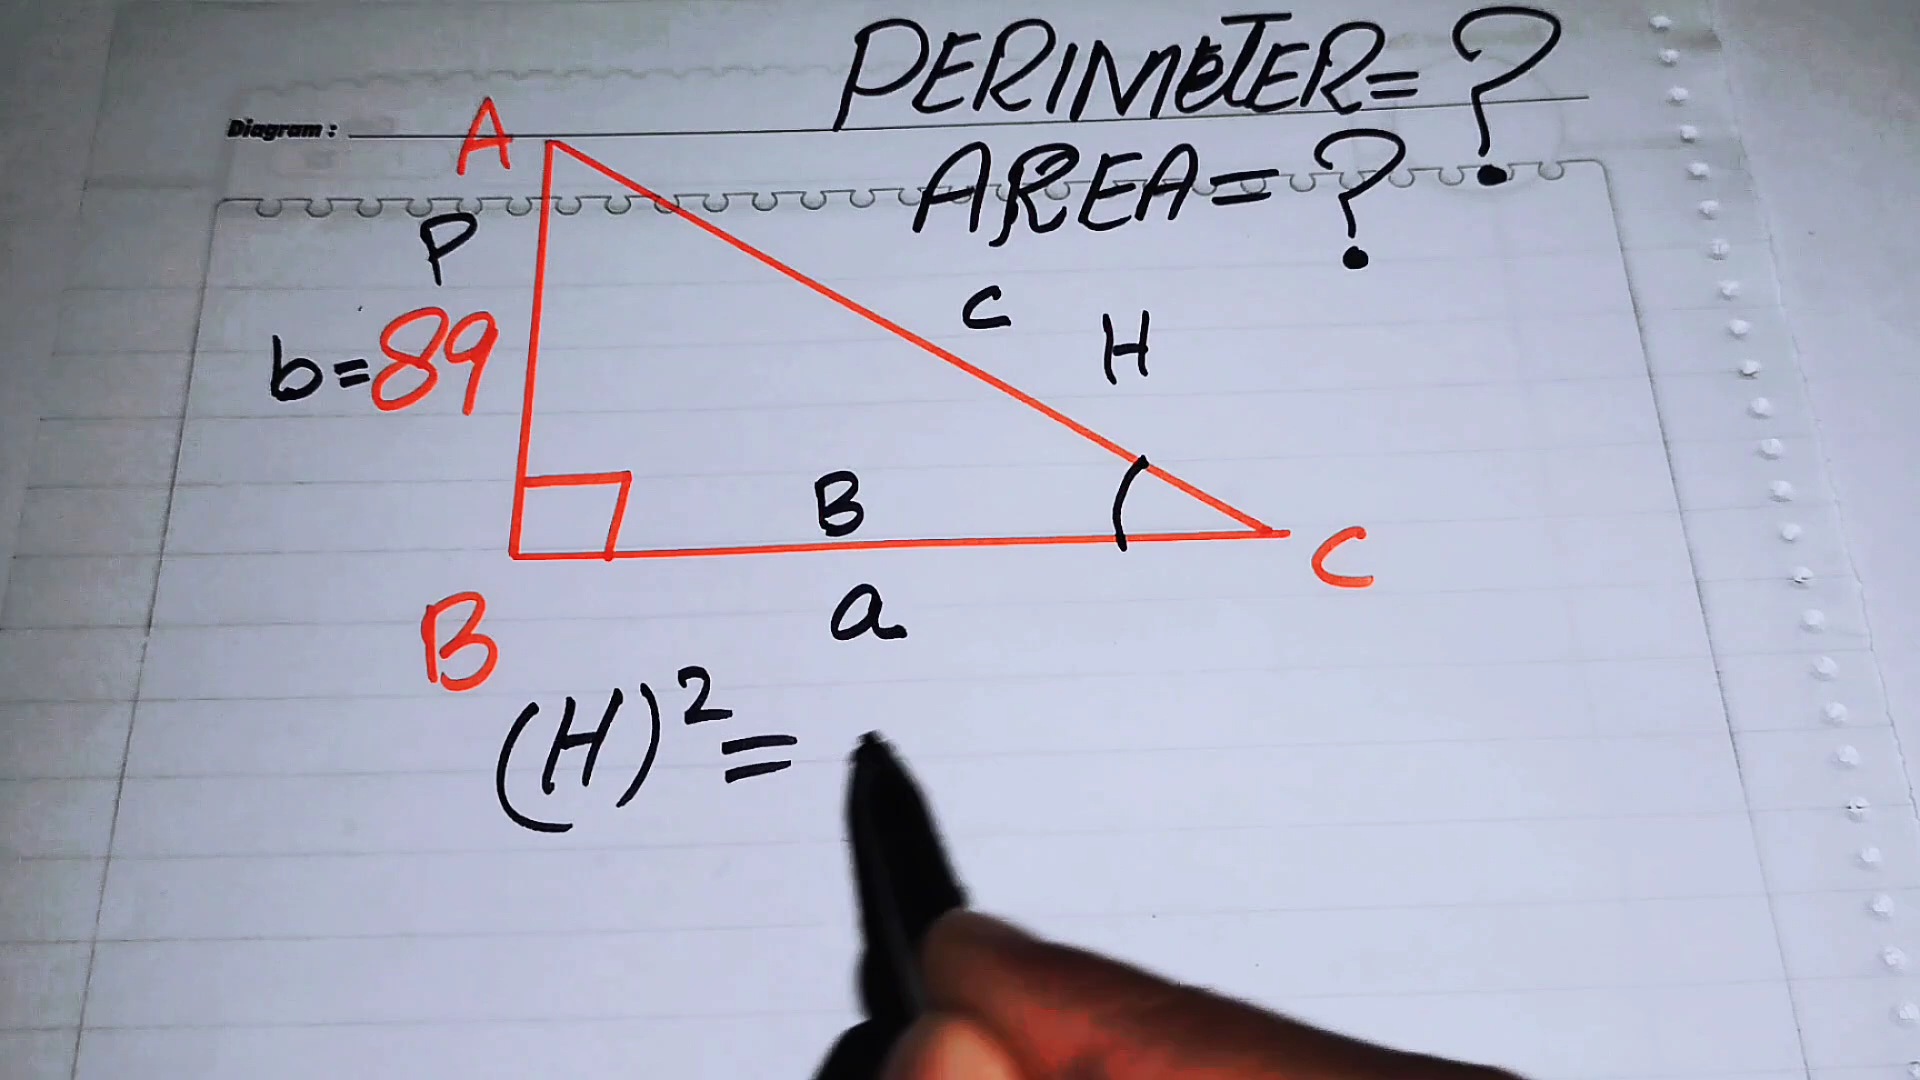 PERIMETER = ?
Diagram :
A
AREA = ?
P
c
H
b = 89
B
C
a
B
(H)² =